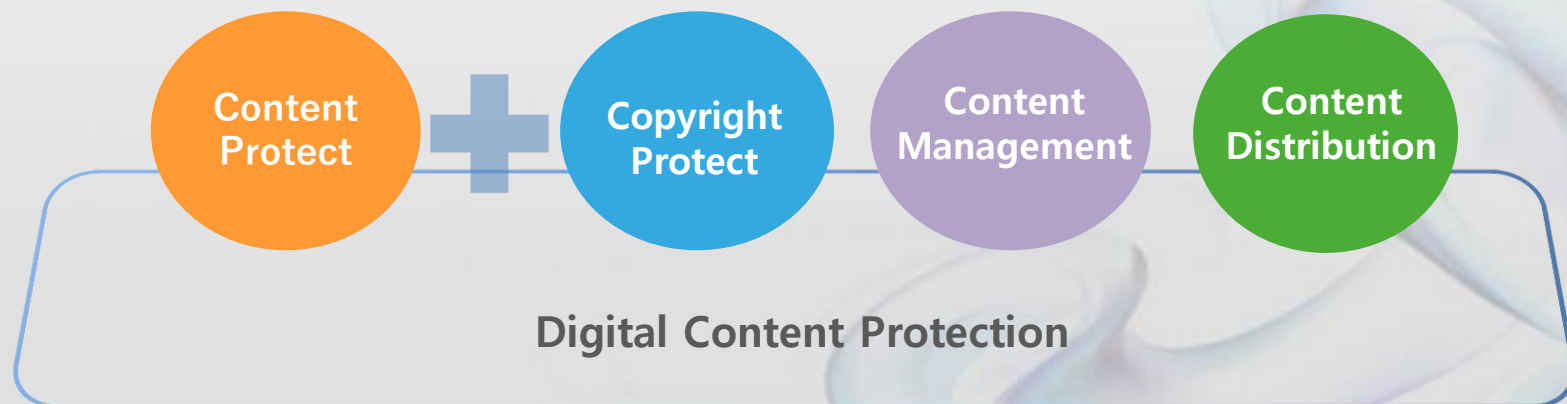 Content
Protect
Copyright
Protect
Content
Management
Content
Distribution
Digital Content Protection